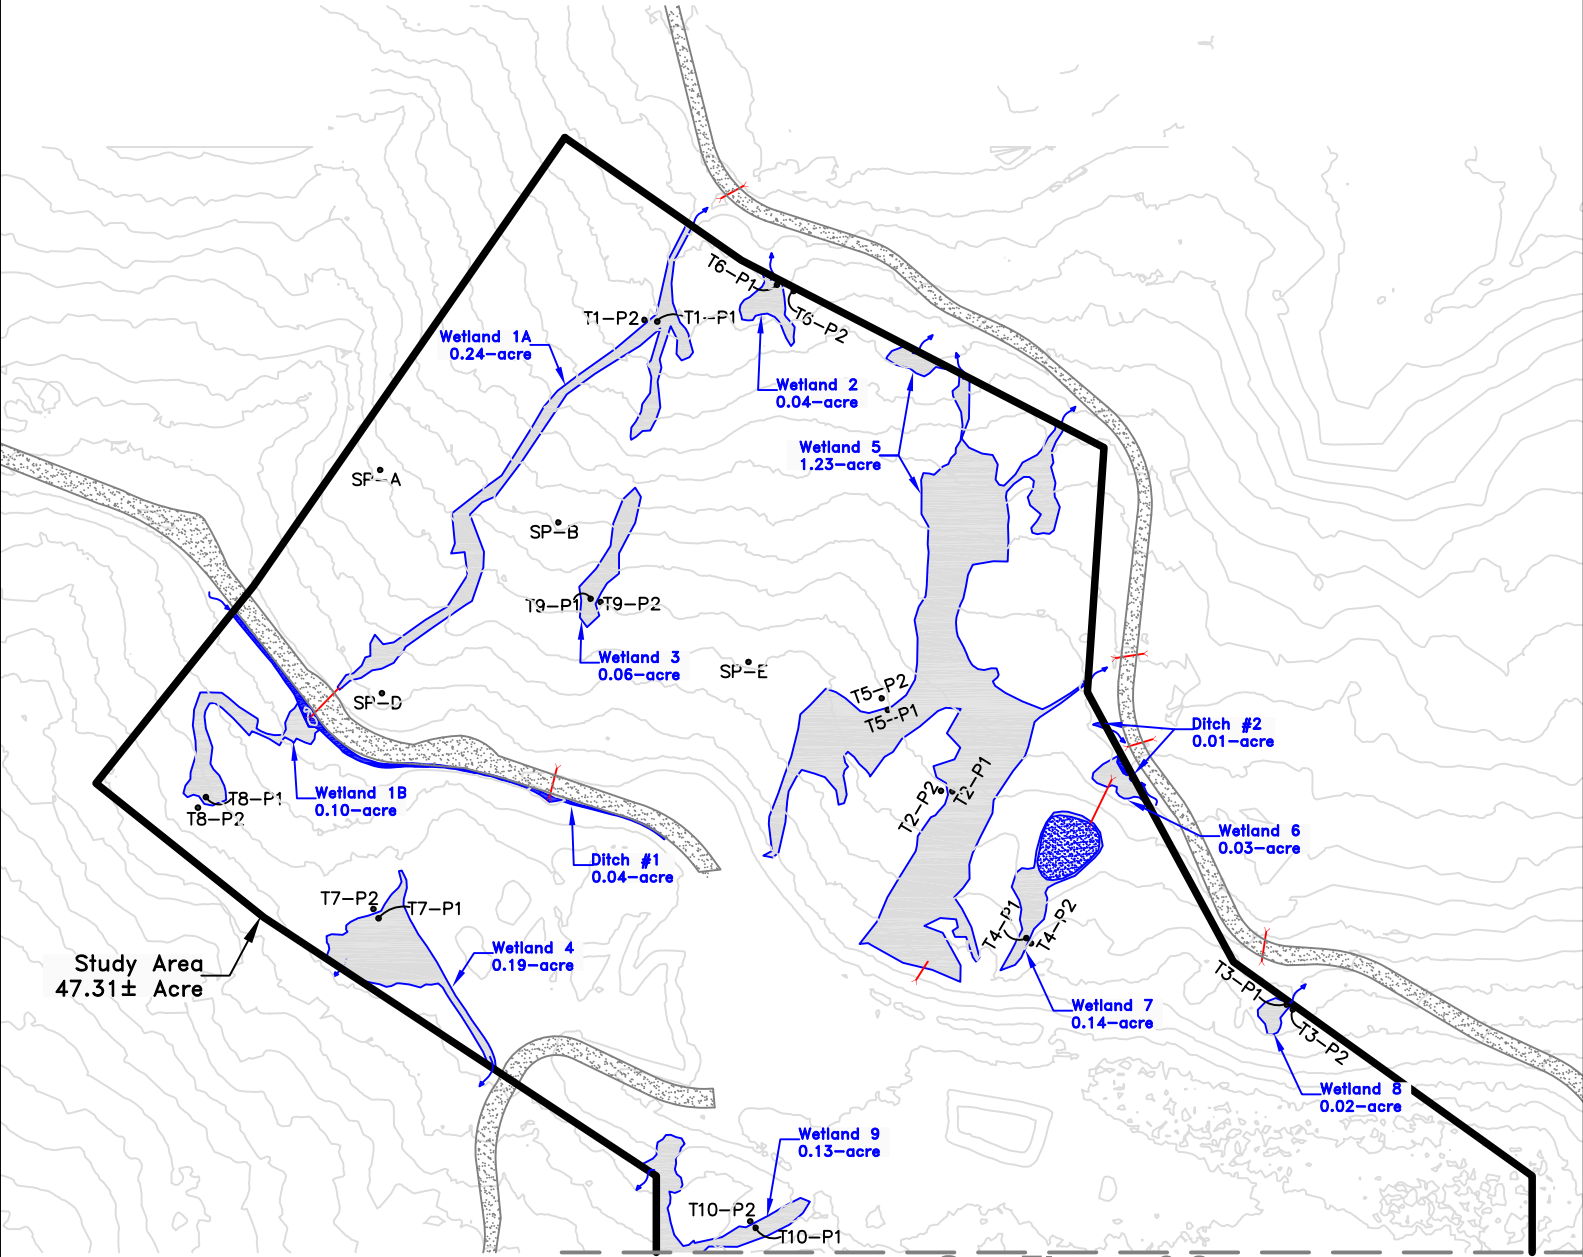 T6-P1
T6-P2
T1-P2
T1-P1
Wetland 1A
0.24-acre
Wetland 2
0.04-acre
Wetland 5
1.23-acre
SP-A
SP-B
T9-P1
T9-P2
Wetland 3
0.06-acre
SP-E
SP-D
T5-P2
T5-P1
Ditch #2
0.01-acre
T2-P2
T2-P1
T8-P1
T8-P2
Wetland 1B
0.10-acre
Wetland 6
0.03-acre
Ditch #1
0.04-acre
T7-P2
T7-P1
T4-P1
T4-P2
Wetland 4
0.19-acre
Study Area
47.31± Acre
T3-P1
T3-P2
Wetland 7
0.14-acre
Wetland 8
0.02-acre
Wetland 9
0.13-acre
T10-P2
T10-P1